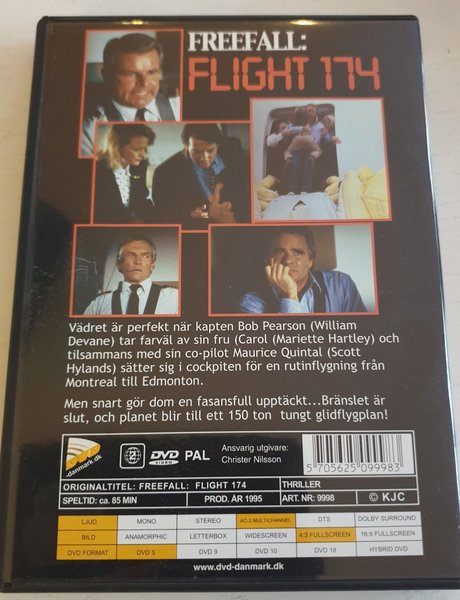 FREEFALL:
FLIGHT 174
Vädret är perfekt när kapten Bob Pearson (William
Devane) tar farväl av sin fru (Carol (Mariette Hartley) och
tillsammans med sin co-pilot Maurice Quintal (Scott
Hylands) sätter sig i cockpiten för en rutinflygning från
Montreal till Edmonton.
Men snart gör dom en fasansfull upptäckt...Bränslet är
slut, och planet blir till ett 150 ton tungt glidflygplan!
DVD
-danmark.dk
2
DVD VIDEO PAL
Ansvarig utgivare:
Christer Nilsson
5 705625 099983
ORIGINALTITEL: FREEFALL: FLIGHT 174 THRILLER
SPELTID: ca. 85 MIN PROD. ÅR 1995 ART. NR: 9998 © KJC
LJUD MONO STEREO AC-3 MULTICHANNEL DTS DOLBY SURROUND
BILD ANAMORPHIC LETTERBOX WIDESCREEN 4:3 FULLSCREEN 16:9 FULLSCREEN
DVD FORMAT DVD 5 DVD 9 DVD 10 DVD 18 HYBRID DVD
www.dvd-danmark.dk